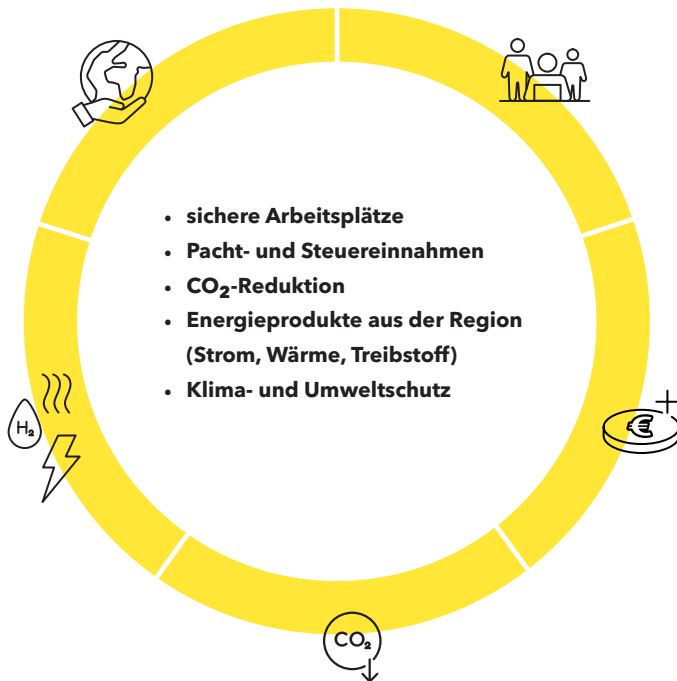 • sichere Arbeitsplätze
• Pacht- und Steuereinnahmen
• CO₂-Reduktion
• Energieprodukte aus der Region
(Strom, Wärme, Treibstoff)
• Klima- und Umweltschutz
H₂
€
CO₂